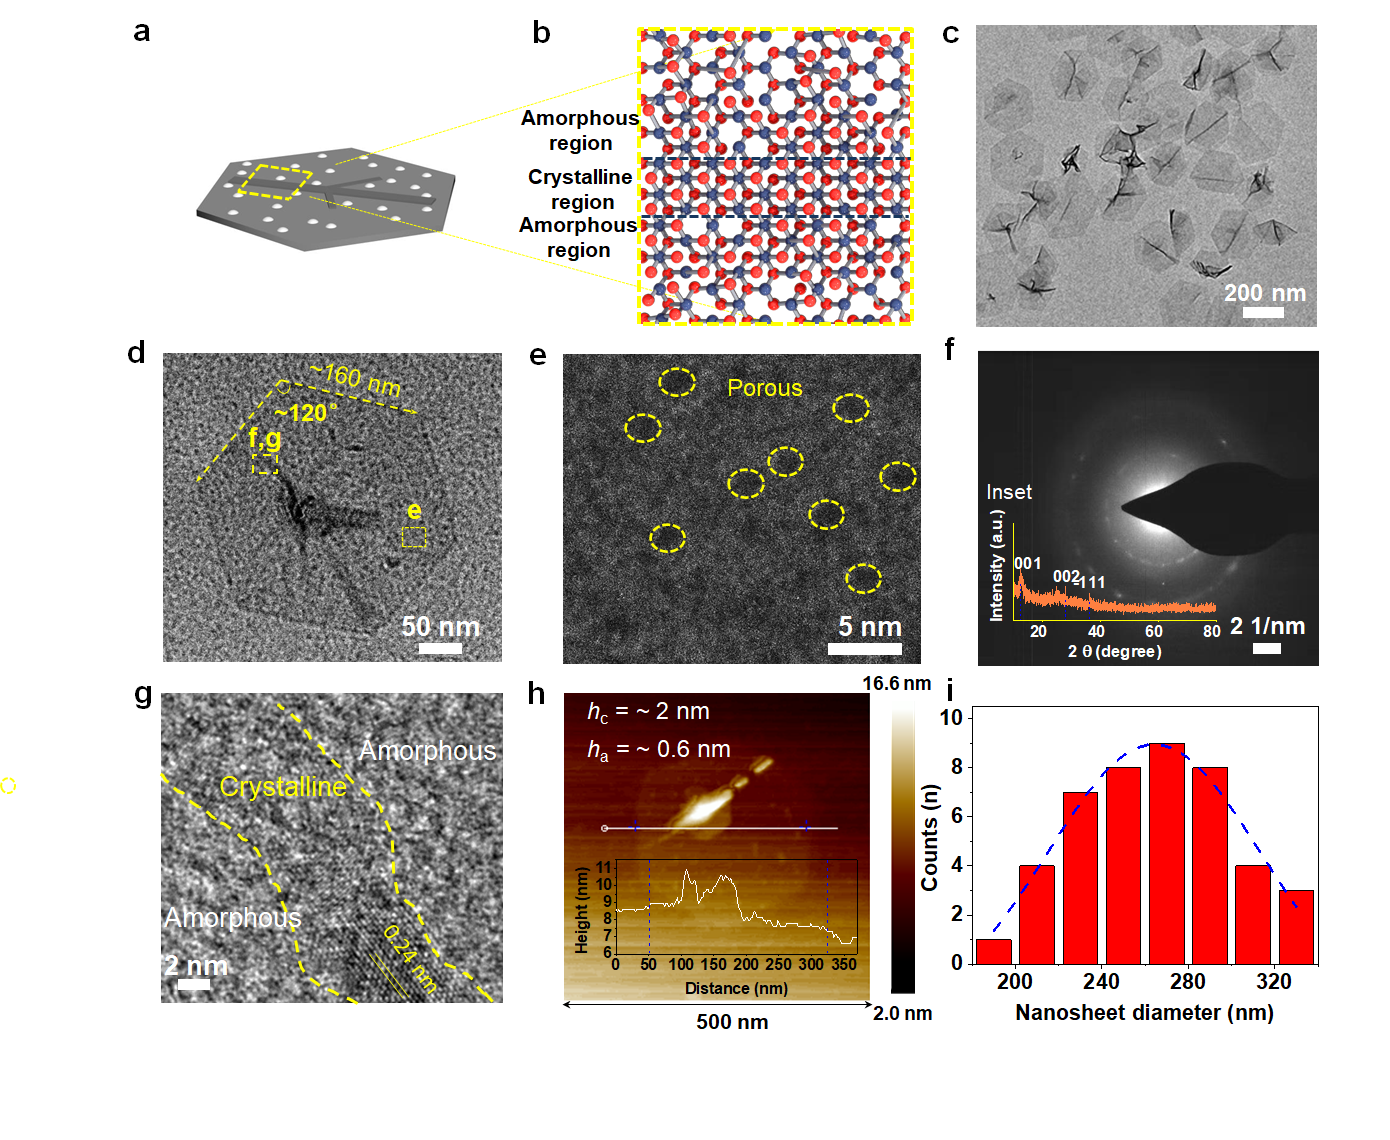 a
b
Amorphous
region
Crystalline
region
Amorphous
region
c
200 nm
d
~160 nm
~120°
f,g
e
50 nm
e
Porous
5 nm
f
Inset
Intensity (a.u.)
001
002
-111
20 40 60 80
2 θ (degree)
2 1/nm
g
Amorphous
Crystalline
Amorphous
0.24 nm
2 nm
h
hc = ~ 2 nm
ha = ~ 0.6 nm
16.6 nm
2.0 nm
Height (nm)
11
10
9
8
7
6
0 50 100 150 200 250 300 350
Distance (nm)
500 nm
i
Counts (n)
10
8
6
4
2
0
200 240 280 320
Nanosheet diameter (nm)